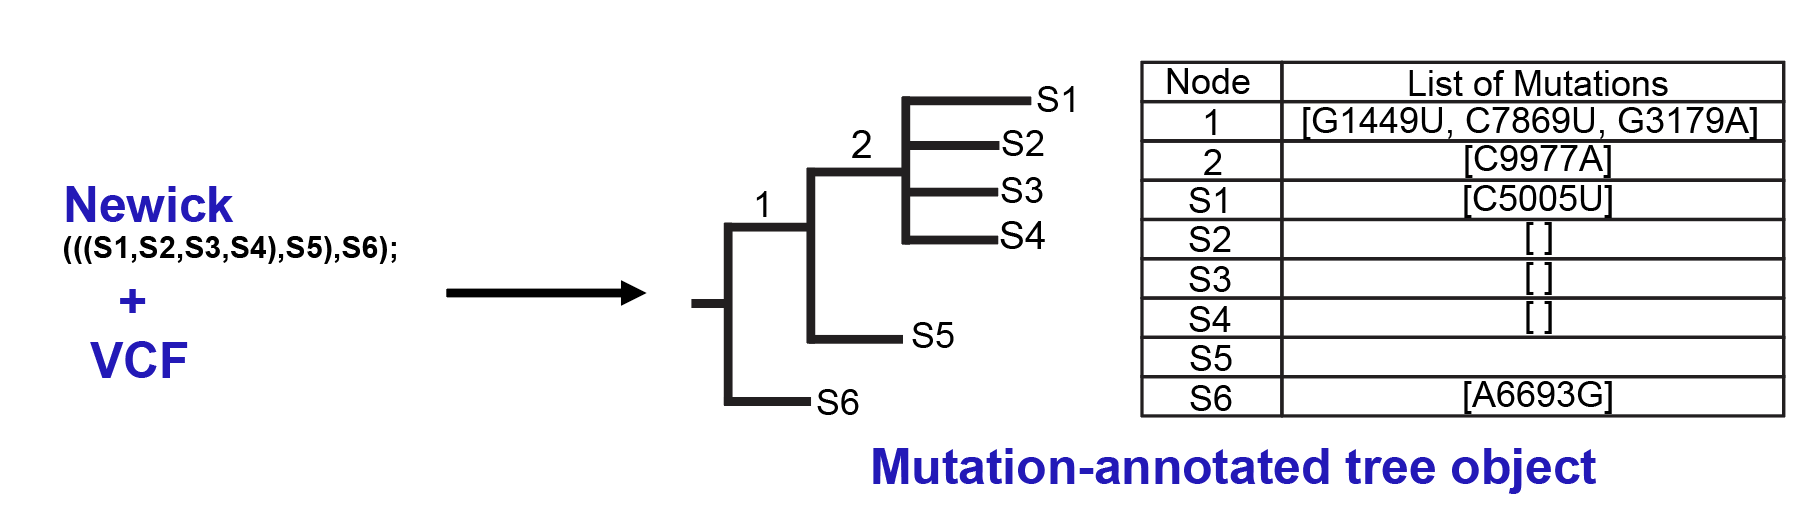 Newick
(((S1,S2,S3,S4),S5),S6);
+
VCF
1
2
S1
S2
S3
S4
S5
S6
Node List of Mutations
1 [G1449U, C7869U, G3179A]
2 [C9977A]
S1 [C5005U]
S2 [ ]
S3 [ ]
S4 [ ]
S5
S6 [A6693G]
Mutation-annotated tree object